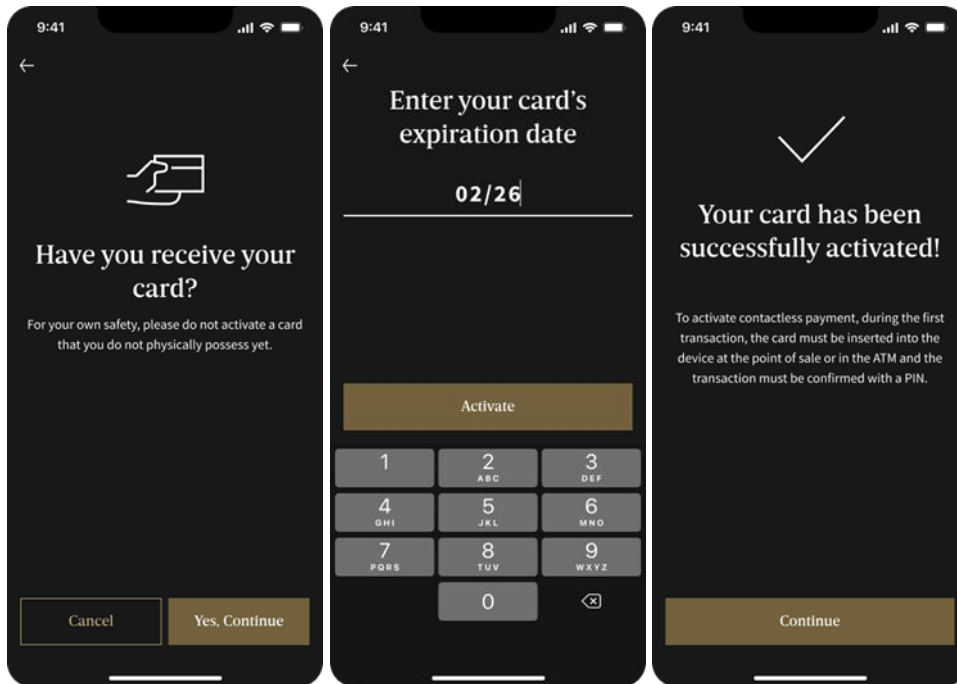 9:41
Have you receive your
card?
For your own safety, please do not activate a card
that you do not physically possess yet.
Cancel
Yes, Continue
9:41
Enter your card’s
expiration date
02/26
Activate
1
2
ABC
3
DEF
4
GHI
5
JKL
6
MNO
7
PQRS
8
TUV
9
WXYZ
0
9:41
Your card has been
successfully activated!
To activate contactless payment, during the first
transaction, the card must be inserted into the
device at the point of sale or in the ATM and the
transaction must be confirmed with a PIN.
Continue